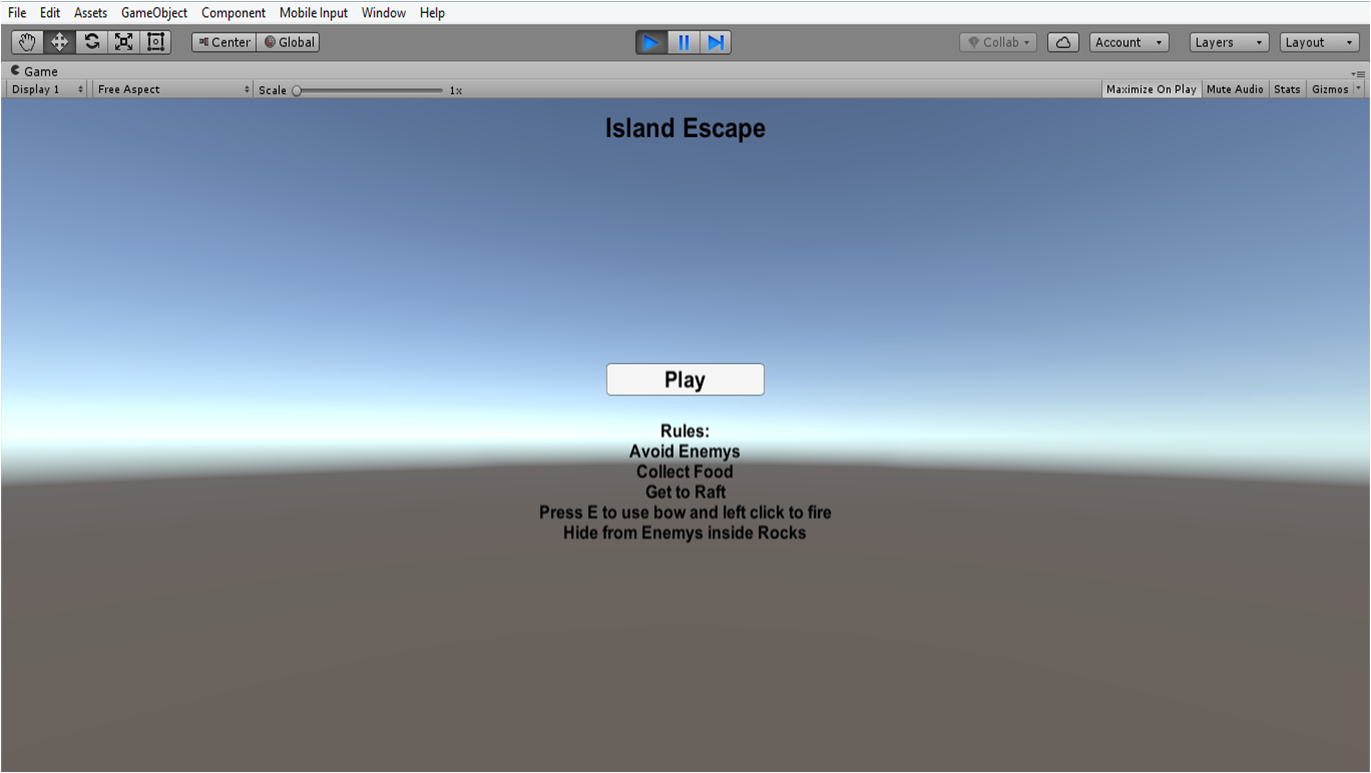 File Edit Assets GameObject Component Mobile Input Window Help
Center Global Collab Account Layers Layout
Game
Display 1 Free Aspect Scale 1x Maximize On Play Mute Audio Stats Gizmos
Island Escape
Play
Rules:
Avoid Enemys
Collect Food
Get to Raft
Press E to use bow and left click to fire
Hide from Enemys inside Rocks